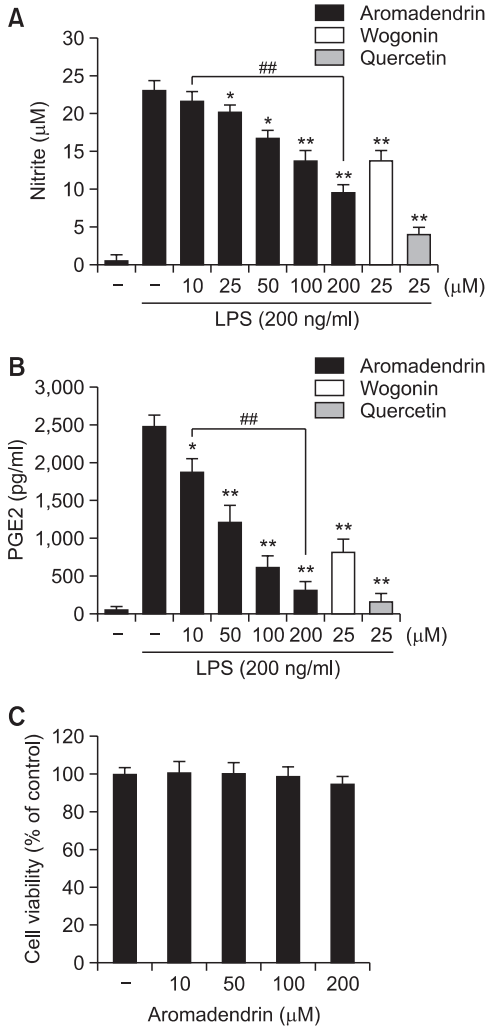 A
Aromadendrin
Wogonin
Quercetin
30
25
20
15
10
5
0
Nitrite (μM)
##
* * ** ** ** **
– – 10 25 50 100 200 25 25 (μM)
LPS (200 ng/ml)
B
Aromadendrin
Wogonin
Quercetin
3,000
2,500
2,000
1,500
1,000
500
0
PGE2 (pg/ml)
##
* ** ** ** ** **
– – 10 50 100 200 25 25 (μM)
LPS (200 ng/ml)
C
120
100
80
60
40
20
0
Cell viability (% of control)
– 10 50 100 200
Aromadendrin (μM)